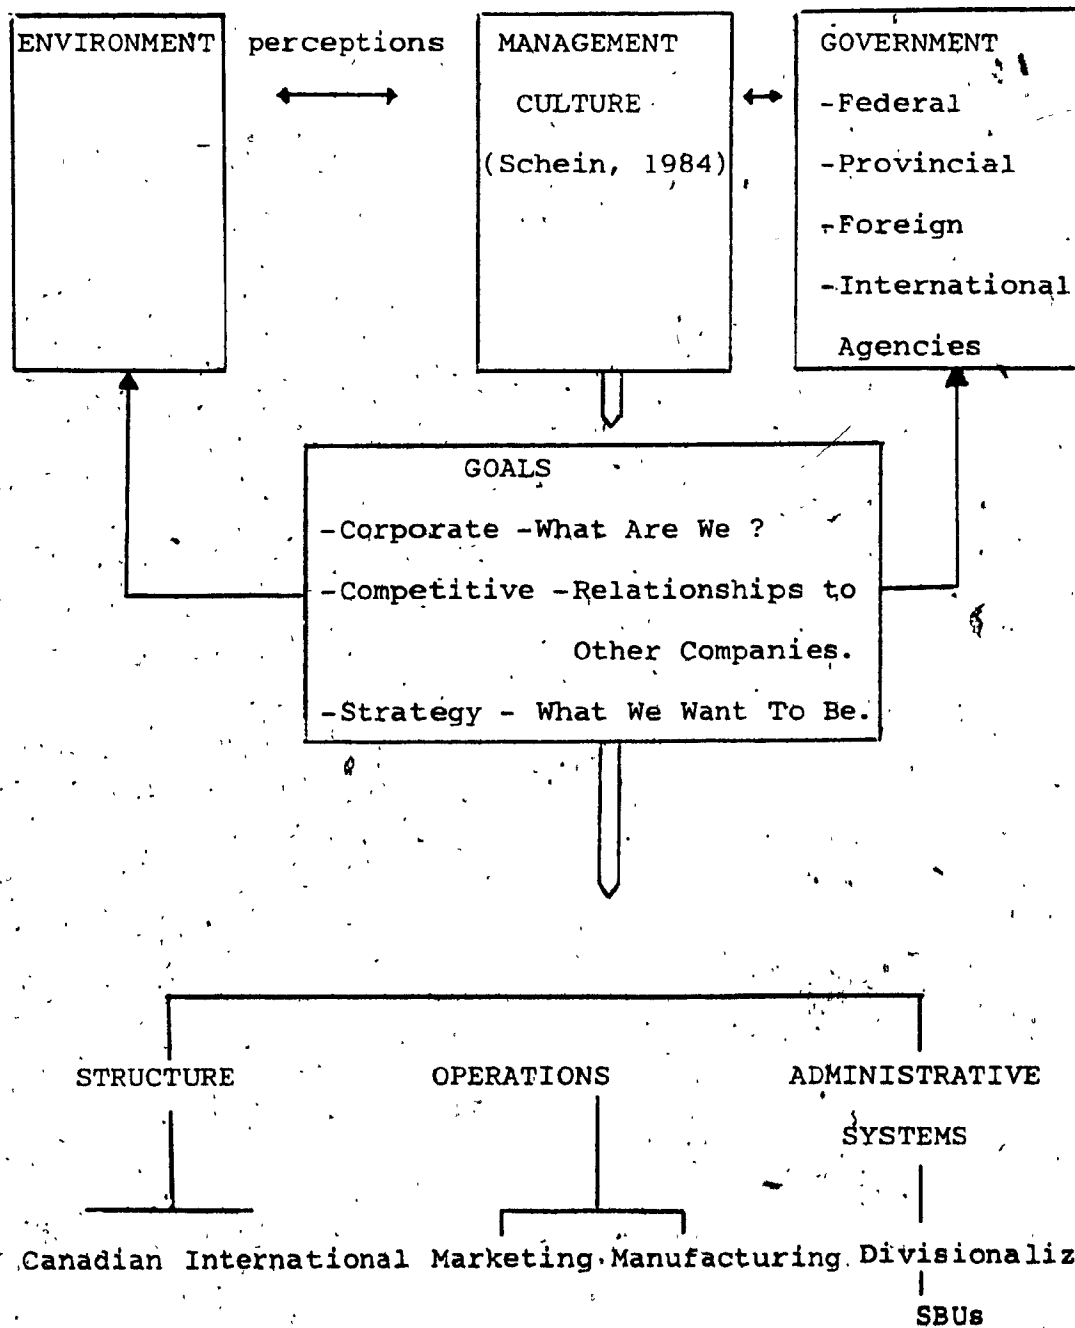 ENVIRONMENT
perceptions
MANAGEMENT
CULTURE
(Schein, 1984)
GOVERNMENT
-Federal
-Provincial
-Foreign
-International
Agencies
GOALS
-Corporate -What Are We ?
-Competitive -Relationships to
Other Companies.
-Strategy - What We Want To Be.
STRUCTURE
OPERATIONS
ADMINISTRATIVE
SYSTEMS
Canadian International Marketing Manufacturing Divisionaliz
SBUs